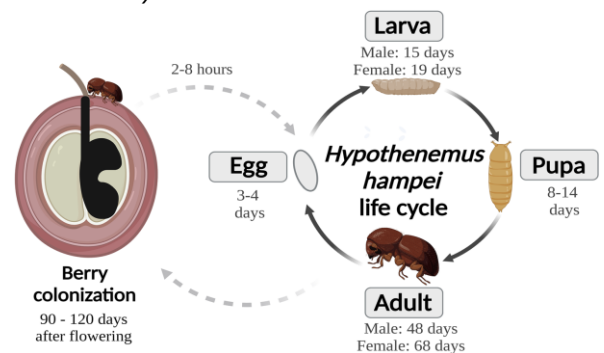 Larva
Male: 15 days
Female: 19 days
2-8 hours
Egg
3-4
days
Hypothenemus
hampei
life cycle
Pupa
8-14
days
Berry
colonization
90 - 120 days
after flowering
Adult
Male: 48 days
Female: 68 days